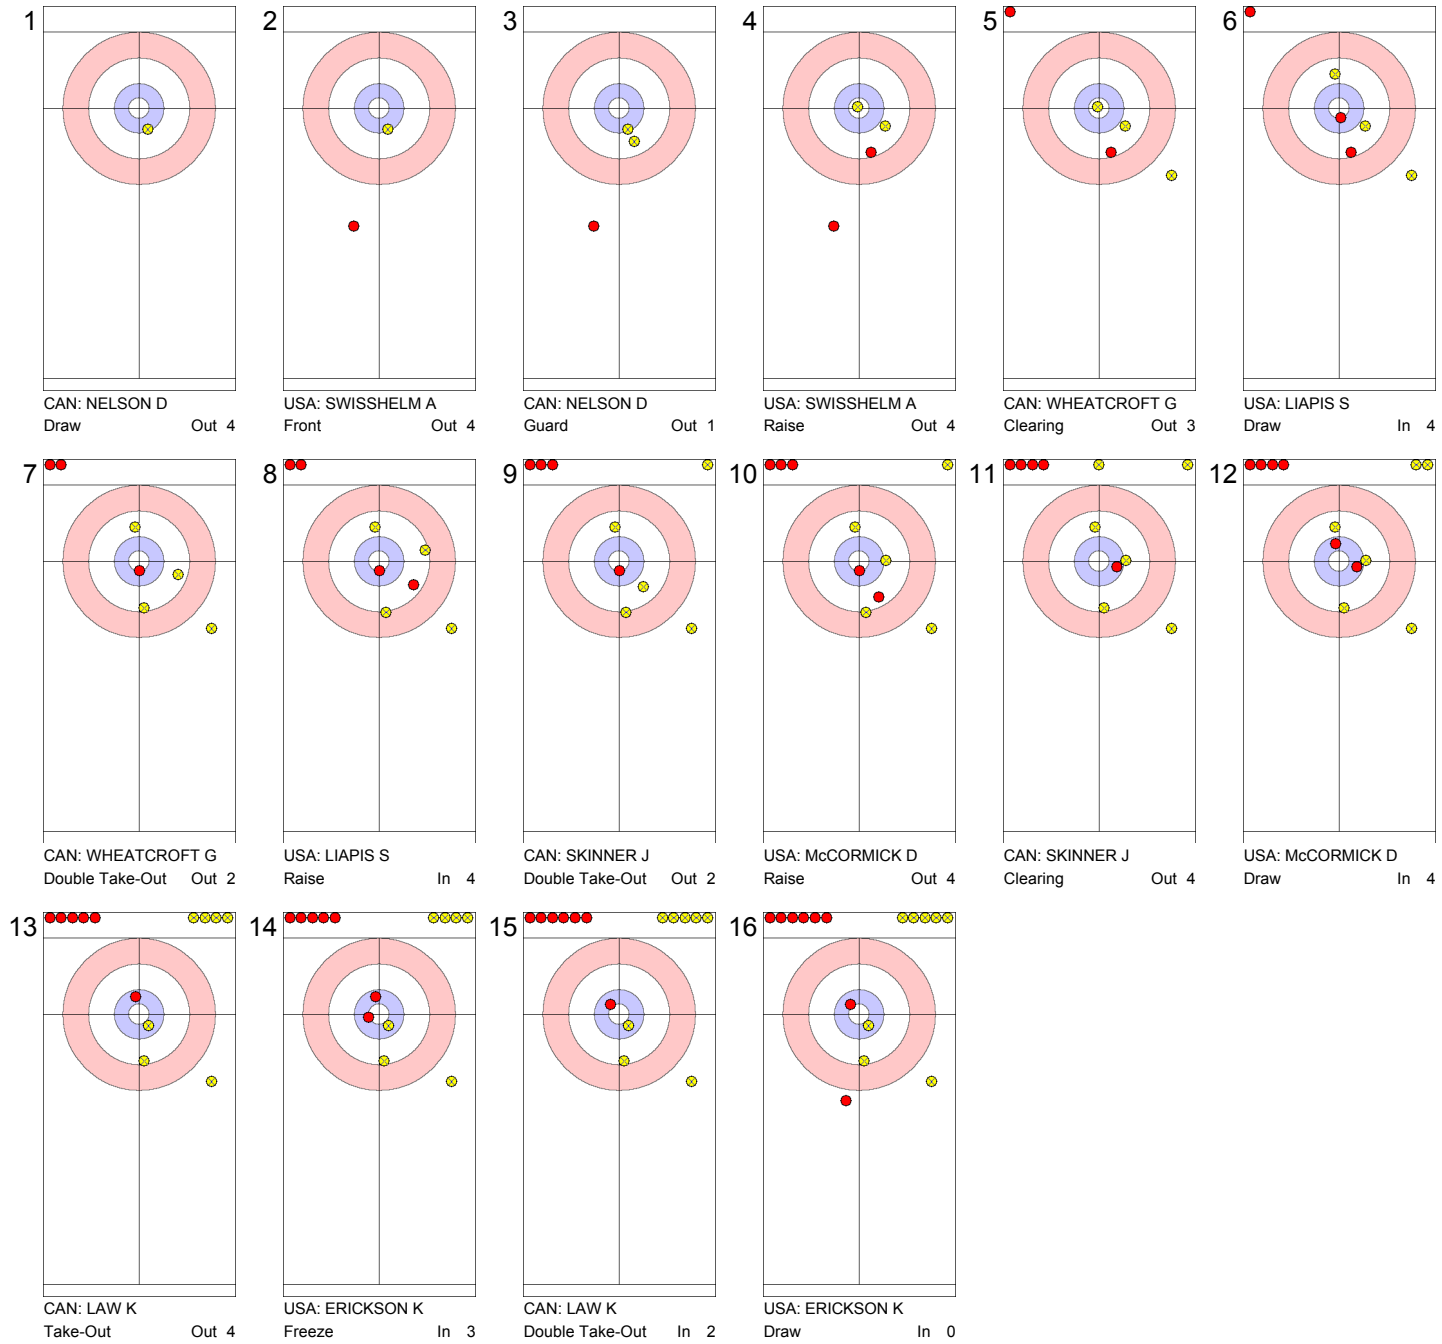 1 2 3 4 5 6
CAN: NELSON D USA: SWISSHELM A CAN: NELSON D USA: SWISSHELM A CAN: WHEATCROFT G USA: LIAPIS S
Draw Out 4 Front Out 4 Guard Out 1 Raise Out 4 Clearing Out 3 Draw In 4
7 8 9 10 11 12
CAN: WHEATCROFT G USA: LIAPIS S CAN: SKINNER J USA: McCORMICK D CAN: SKINNER J USA: McCORMICK D
Double Take-Out Out 2 Raise In 4 Double Take-Out Out 2 Raise Out 4 Clearing Out 4 Draw In 4
13 14 15 16
CAN: LAW K USA: ERICKSON K CAN: LAW K USA: ERICKSON K
Take-Out Out 4 Freeze In 3 Double Take-Out In 2 Draw In 0